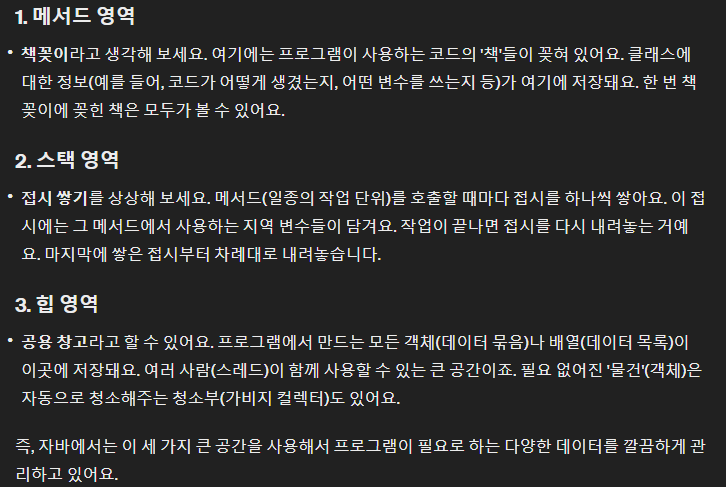 1. 메서드 영역
• 책꽂이라고 생각해 보세요. 여기에는 프로그램이 사용하는 코드의 '책'들이 꽂혀 있어요. 클래스에
대한 정보(예를 들어, 코드가 어떻게 생겼는지, 어떤 변수를 쓰는지 등)가 여기에 저장돼요. 한 번 책
꽂이에 꽂힌 책은 모두가 볼 수 있어요.
2. 스택 영역
• 접시 쌓기를 상상해 보세요. 메서드(일종의 작업 단위)를 호출할 때마다 접시를 하나씩 쌓아요. 이 접
시에는 그 메서드에서 사용하는 지역 변수들이 담겨요. 작업이 끝나면 접시를 다시 내려놓는 거예
요. 마지막에 쌓은 접시부터 차례대로 내려놓습니다.
3. 힙 영역
• 공용 창고라고 할 수 있어요. 프로그램에서 만드는 모든 객체(데이터 묶음)나 배열(데이터 목록)이
이곳에 저장돼요. 여러 사람(스레드)이 함께 사용할 수 있는 큰 공간이죠. 필요 없어진 '물건'(객체)은
자동으로 청소해주는 청소부(가비지 컬렉터)도 있어요.
즉, 자바에서는 이 세 가지 큰 공간을 사용해서 프로그램이 필요로 하는 다양한 데이터를 깔끔하게 관
리하고 있어요.